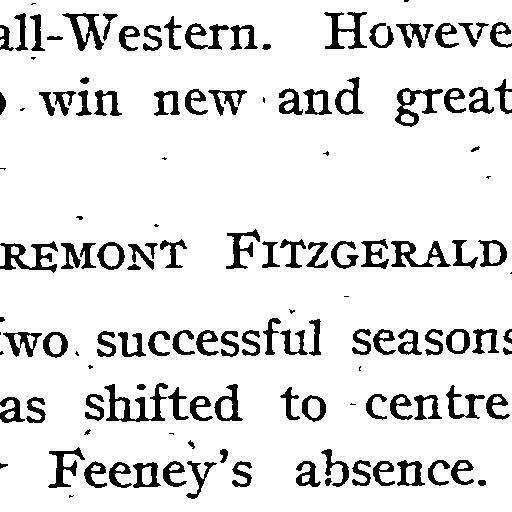 all-Western. Howeve
win new and great
REMONT FITZGERALD
two successful seasons
as shifted to centre
Feeney's absence.